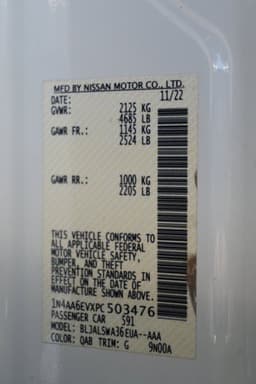 MFD BY NISSAN MOTOR CO., LTD.
DATE: 11/22
GVWR: 2125 KG
4685 LB
GAWR FR.: 1145 KG
2524 LB
GAWR RR.: 1000 KG
2205 LB
THIS VEHICLE CONFORMS TO
ALL APPLICABLE FEDERAL
MOTOR VEHICLE SAFETY,
BUMPER, AND THEFT
PREVENTION STANDARDS IN
EFFECT ON THE DATE OF
MANUFACTURE SHOWN ABOVE.
1N4AA6EVXPC503476
PASSENGER CAR S91
MODEL: BLJALSWA36EUA--AAA
COLOR: QAB TRIM: G 9N00A